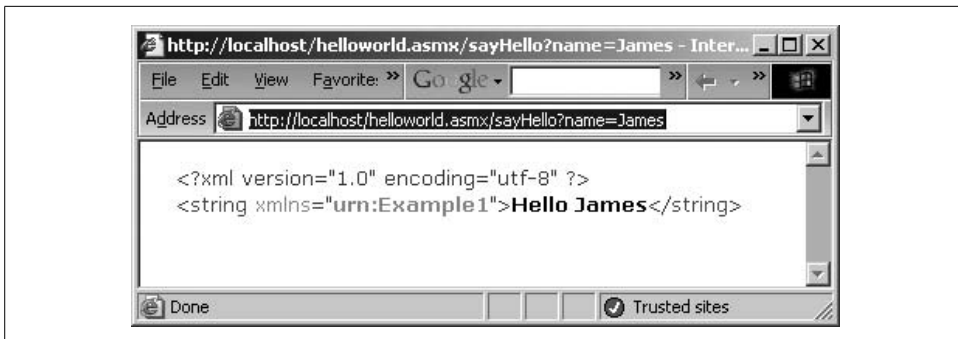 http://localhost/helloworld.asmx/sayHello?name=James - Inter...
File Edit View Favorite: » Google » »
Address http://localhost/helloworld.asmx/sayHello?name=James
<?xml version="1.0" encoding="utf-8" ?>
<string xmlns="urn:Example1">Hello James</string>
Done Trusted sites